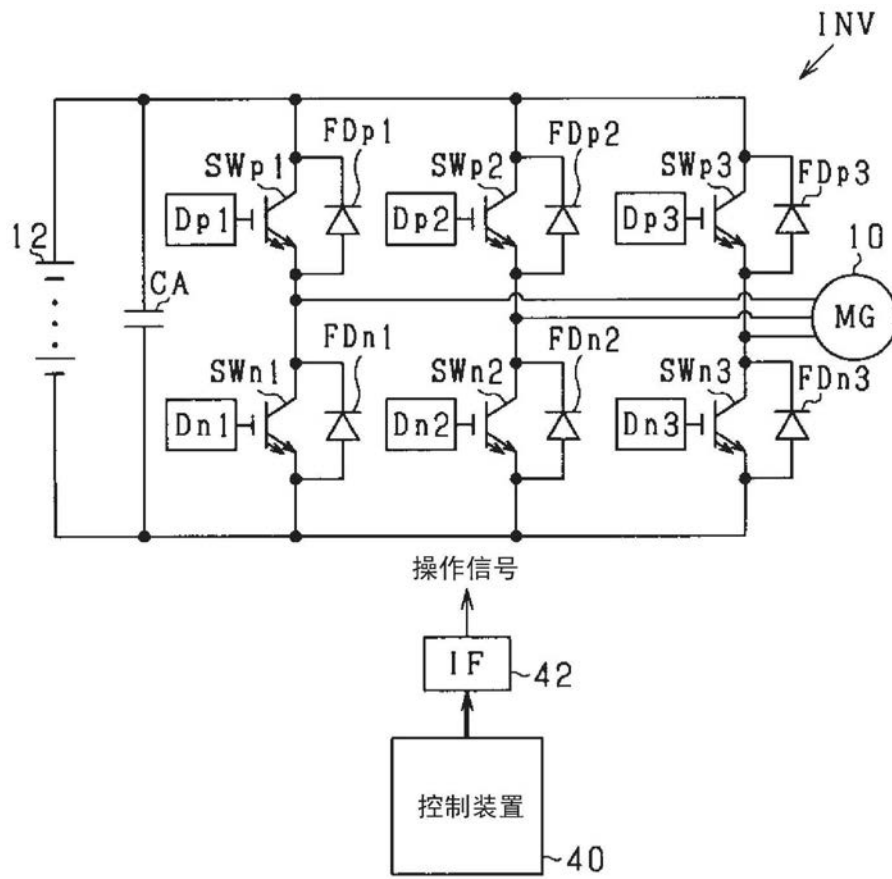 INV
FDp1
FDp2
SWp1
SWp2
SWp3
FDp3
Dp1
Dp2
Dp3
12
10
CA
MG
FDn1
FDn2
SWn1
SWn2
SWn3
FDn3
Dn1
Dn2
Dn3
操作信号
IF
42
控制装置
40